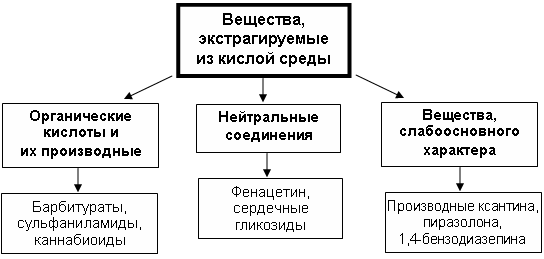 Вещества,
экстрагируемые
из кислой среды
Органические
кислоты и
их производные
Нейтральные
соединения
Вещества,
слабоосновного
характера
Барбитураты,
сульфаниламиды,
каннабиоиды
Фенацетин,
сердечные
гликозиды
Производные ксантина,
пиразолона,
1,4-бензодиазепина